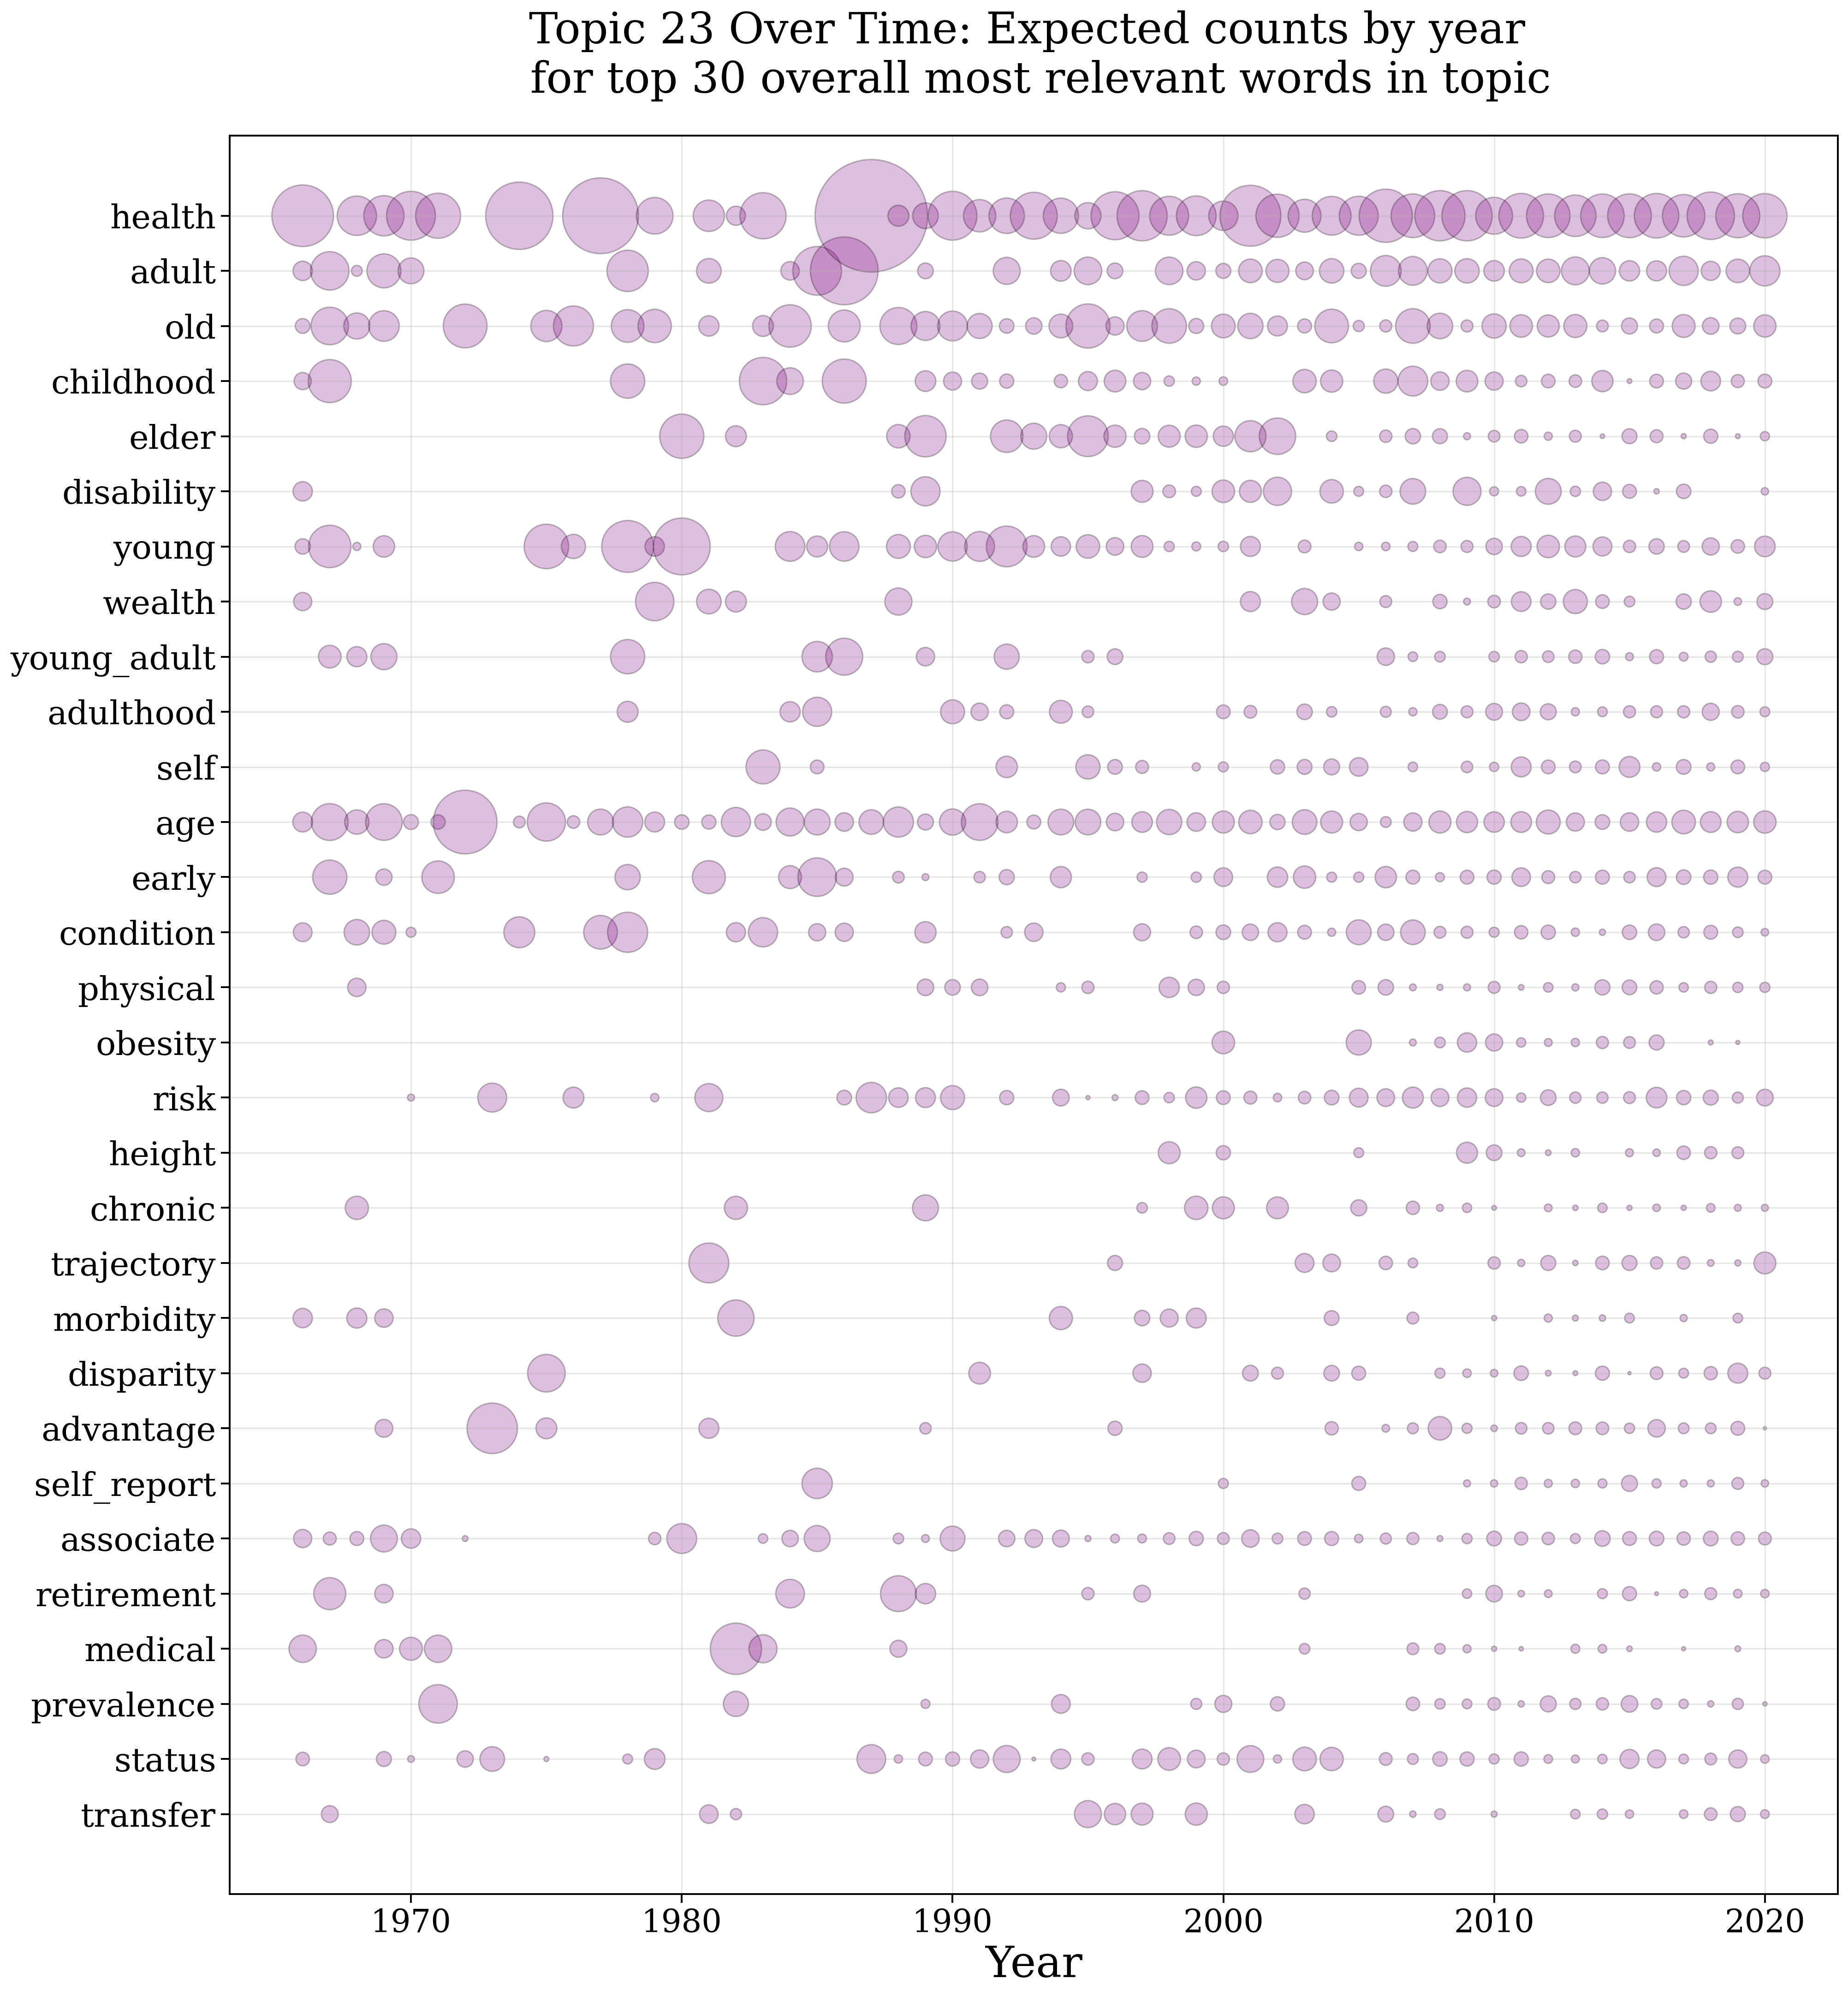 Topic 23 Over Time: Expected counts by year
for top 30 overall most relevant words in topic
health
adult
old
childhood
elder
disability
young
wealth
young_adult
adulthood
self
age
early
condition
physical
obesity
risk
height
chronic
trajectory
morbidity
disparity
advantage
self_report
associate
retirement
medical
prevalence
status
transfer
1970 1980 1990 2000 2010 2020
Year